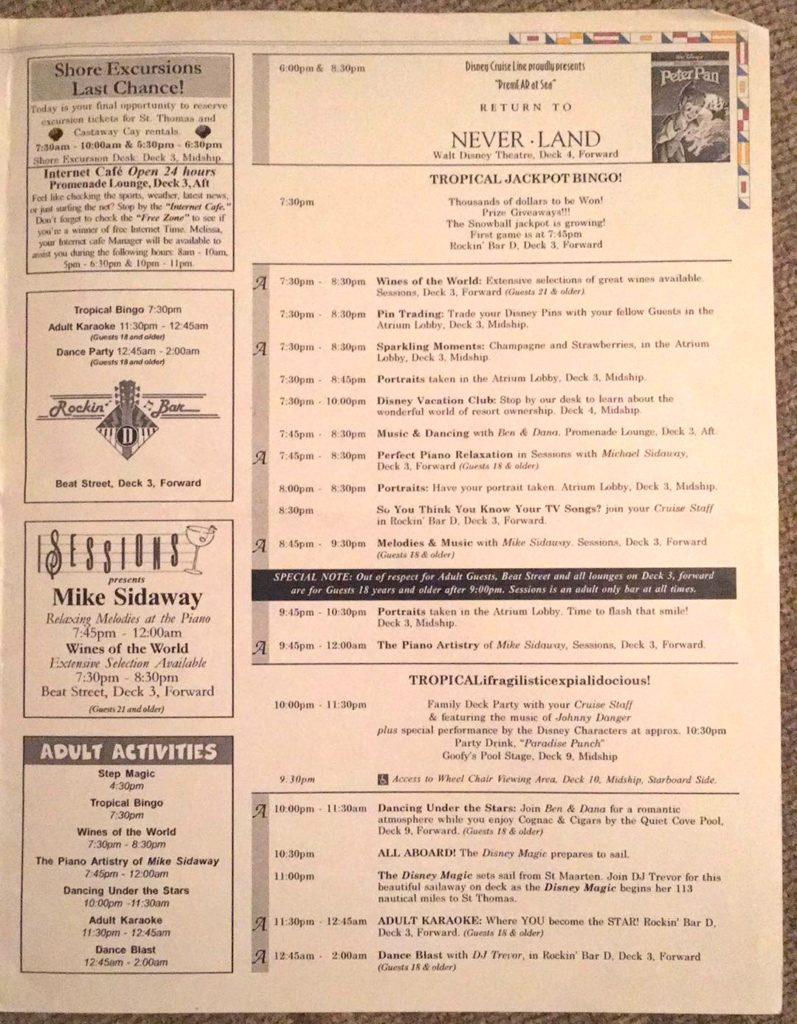 Shore Excursions
Last Chance!
Today is your final opportunity to reserve
excursion tickets for St. Thomas and
Castaway Cay rentals.
7:30am - 10:00am & 5:30pm - 6:30pm
Shore Excursion Desk, Deck 3, Midship
Internet Café Open 24 hours
Promenade Lounge, Deck 3, Aft
Feel like checking the sports, weather, latest news,
or just surfing the net? Stop by the "Internet Cafe."
Don't forget to check the "Free Zone" to see if
you're a winner of free Internet Time. Melissa,
your Internet cafe Manager will be available to
assist you during the following hours: 8am - 10am,
5pm - 6:30pm & 10pm - 11pm.
Tropical Bingo 7:30pm
Adult Karaoke 11:30pm - 12:45am
(Guests 18 and older)
Dance Party 12:45am - 2:00am
(Guests 18 and older)
Rockin' Bar
D
Beat Street, Deck 3, Forward
SESSIONS
presents
Mike Sidaway
Relaxing Melodies at the Piano
7:45pm - 12:00am
Wines of the World
Extensive Selection Available
7:30pm - 8:30pm
Beat Street, Deck 3, Forward
(Guests 21 and older)
ADULT ACTIVITIES
Step Magic
4:30pm
Tropical Bingo
7:30pm
Wines of the World
7:30pm - 8:30pm
The Piano Artistry of Mike Sidaway
7:45pm - 12:00am
Dancing Under the Stars
10:00pm -11:30am
Adult Karaoke
11:30pm - 12:45am
Dance Blast
12:45am - 2:00am
6:00pm & 8:30pm Disney Cruise Line proudly presents
"PremEAR at Sea"
RETURN TO
NEVER · LAND
Walt Disney Theatre, Deck 4, Forward
Peter Pan
TROPICAL JACKPOT BINGO!
7:30pm Thousands of dollars to be Won!
Prize Giveaways!!!
The Snowball jackpot is growing!
First game is at 7:45pm
Rockin' Bar D, Deck 3, Forward
A 7:30pm - 8:30pm Wines of the World: Extensive selections of great wines available.
Sessions, Deck 3, Forward (Guests 21 & older)
7:30pm - 8:30pm Pin Trading: Trade your Disney Pins with your fellow Guests in the
Atrium Lobby, Deck 3, Midship.
A 7:30pm - 8:30pm Sparkling Moments: Champagne and Strawberries, in the Atrium
Lobby, Deck 3, Midship.
7:30pm - 8:45pm Portraits taken in the Atrium Lobby, Deck 3, Midship.
7:30pm - 10:00pm Disney Vacation Club: Stop by our desk to learn about the
wonderful world of resort ownership. Deck 4, Midship.
7:45pm - 8:30pm Music & Dancing with Ben & Dana. Promenade Lounge, Deck 3, Aft.
A 7:45pm - 8:30pm Perfect Piano Relaxation in Sessions with Michael Sidaway,
Deck 3, Forward (Guests 18 & older)
8:00pm - 8:30pm Portraits: Have your portrait taken. Atrium Lobby, Deck 3, Midship.
8:30pm So You Think You Know Your TV Songs? join your Cruise Staff
in Rockin' Bar D, Deck 3, Forward.
A 8:45pm - 9:30pm Melodies & Music with Mike Sidaway. Sessions, Deck 3, Forward
(Guests 18 & older)
SPECIAL NOTE: Out of respect for Adult Guests, Beat Street and all lounges on Deck 3, forward
are for Guests 18 years and older after 9:00pm. Sessions is an adult only bar at all times.
9:45pm - 10:30pm Portraits taken in the Atrium Lobby. Time to flash that smile!
Deck 3, Midship.
A 9:45pm - 12:00am The Piano Artistry of Mike Sidaway, Sessions, Deck 3, Forward.
TROPICALifragilisticexpialidocious!
10:00pm - 11:30pm Family Deck Party with your Cruise Staff
& featuring the music of Johnny Danger
plus special performance by the Disney Characters at approx. 10:30pm
Party Drink, "Paradise Punch"
Goofy's Pool Stage, Deck 9, Midship
9:30pm Access to Wheel Chair Viewing Area, Deck 10, Midship, Starboard Side.
A 10:00pm - 11:30am Dancing Under the Stars: Join Ben & Dana for a romantic
atmosphere while you enjoy Cognac & Cigars by the Quiet Cove Pool,
Deck 9, Forward. (Guests 18 & older)
10:30pm ALL ABOARD! The Disney Magic prepares to sail.
11:00pm The Disney Magic sets sail from St Maarten. Join DJ Trevor for this
beautiful sailaway on deck as the Disney Magic begins her 113
nautical miles to St Thomas.
A 11:30pm - 12:45am ADULT KARAOKE: Where YOU become the STAR! Rockin' Bar D,
Deck 3, Forward. (Guests 18 & older)
A 12:45am - 2:00am Dance Blast with DJ Trevor, in Rockin' Bar D, Deck 3, Forward
(Guests 18 & older)